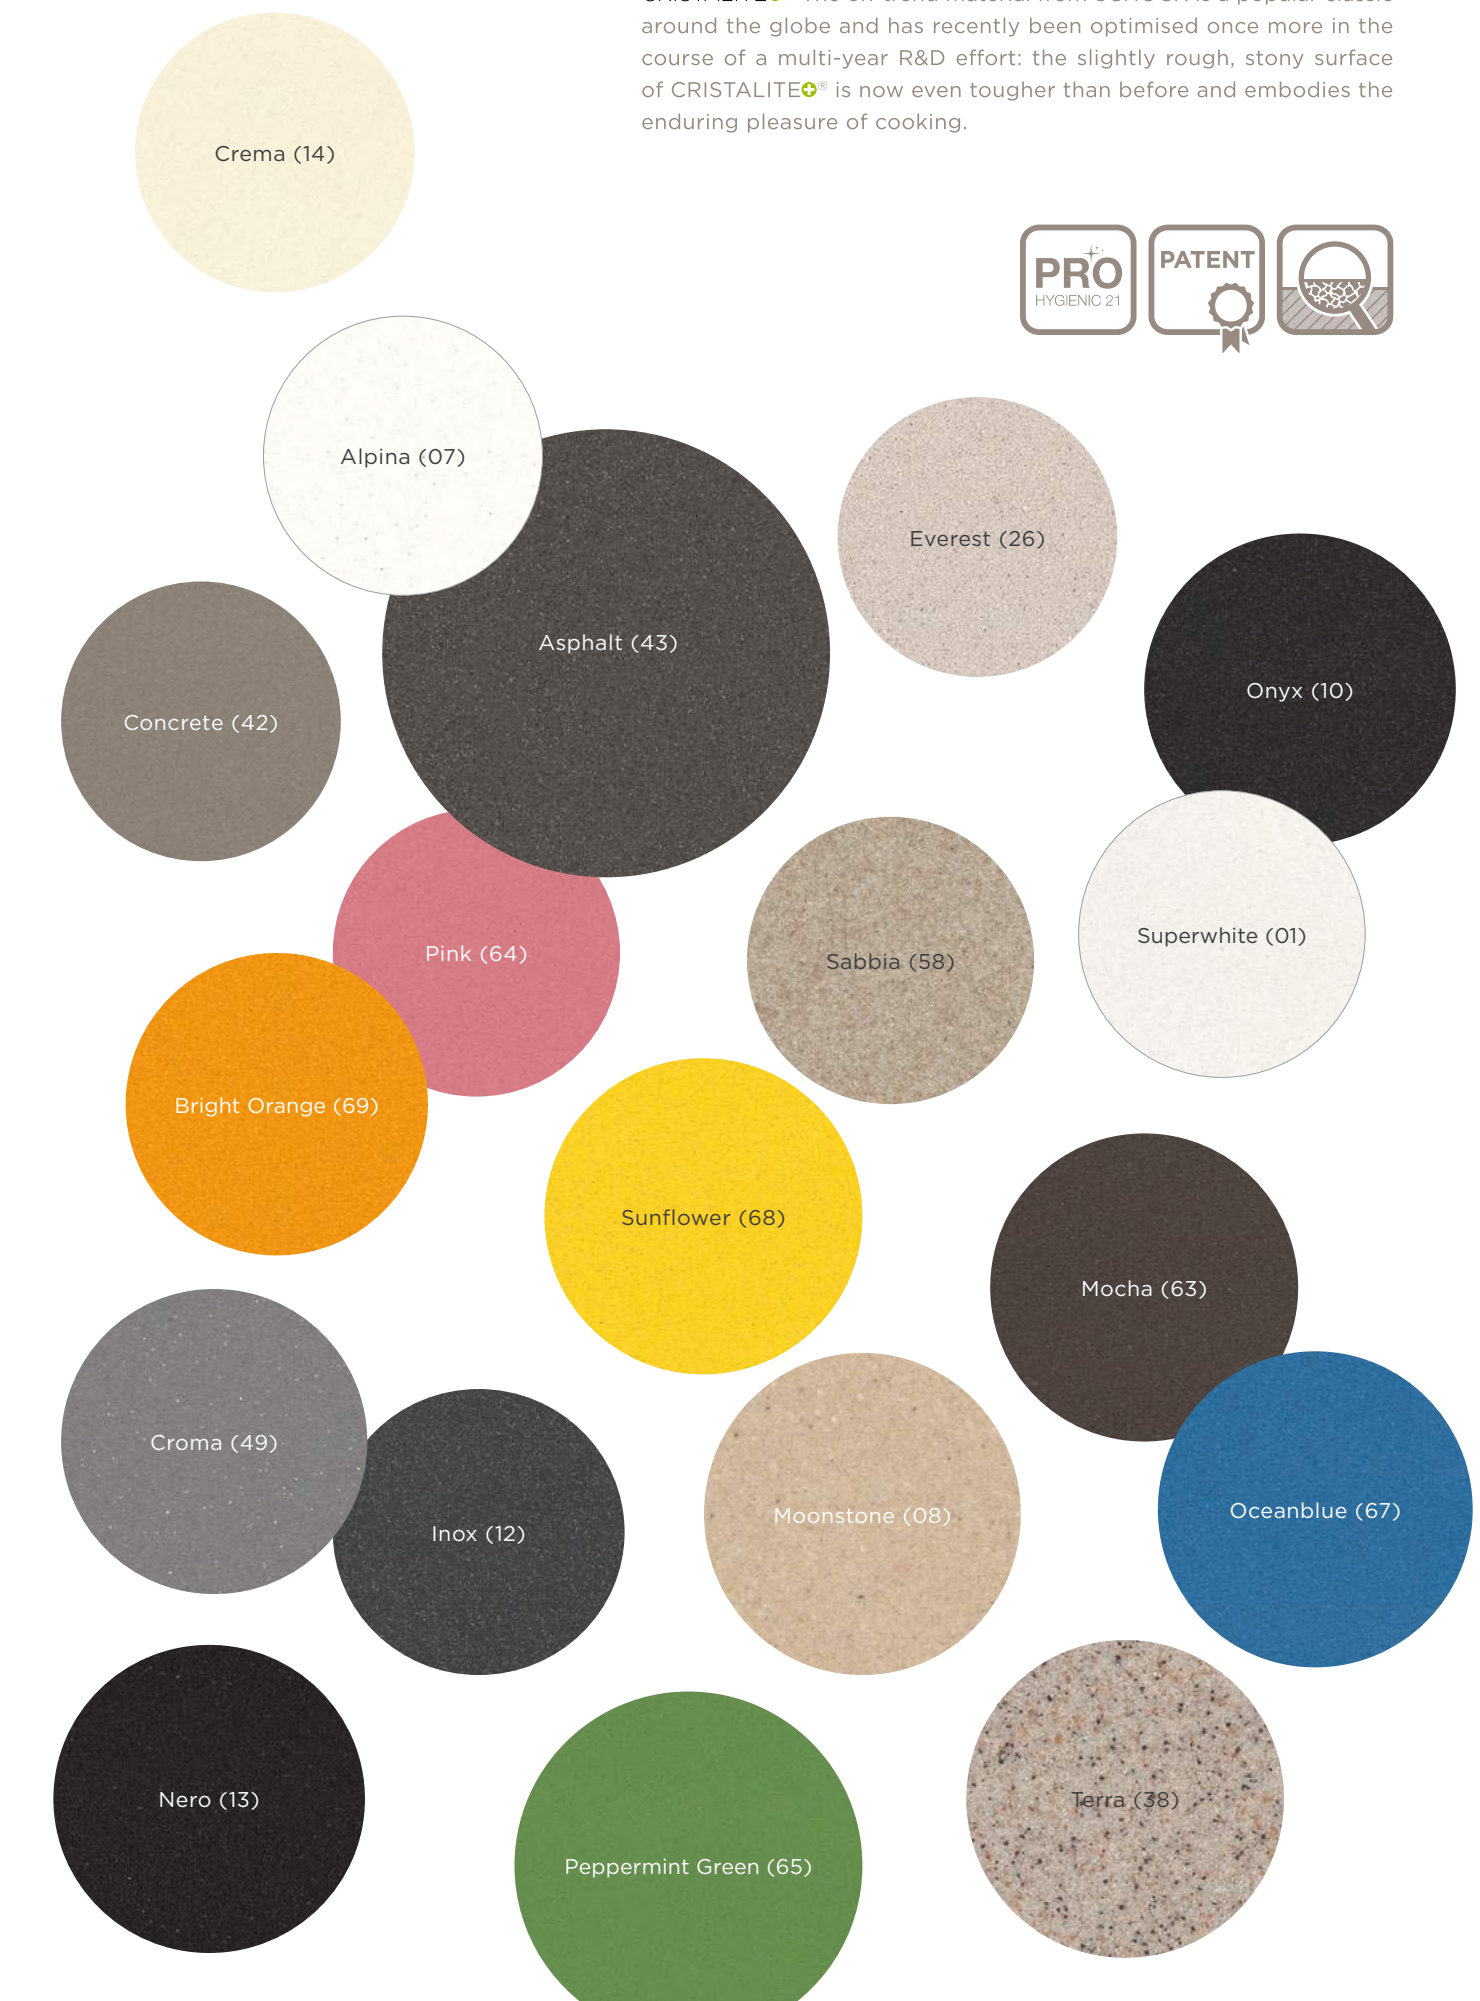 around the globe and has recently been optimised once more in the
course of a multi-year R&D effort: the slightly rough, stony surface
of CRISTALITE® is now even tougher than before and embodies the
enduring pleasure of cooking.
Crema (14)
PRO
HYGIENIC 21
PATENT
Alpina (07)
Everest (26)
Asphalt (43)
Onyx (10)
Concrete (42)
Superwhite (01)
Pink (64)
Sabbia (58)
Bright Orange (69)
Sunflower (68)
Mocha (63)
Croma (49)
Oceanblue (67)
Moonstone (08)
Inox (12)
Nero (13)
Terra (38)
Peppermint Green (65)